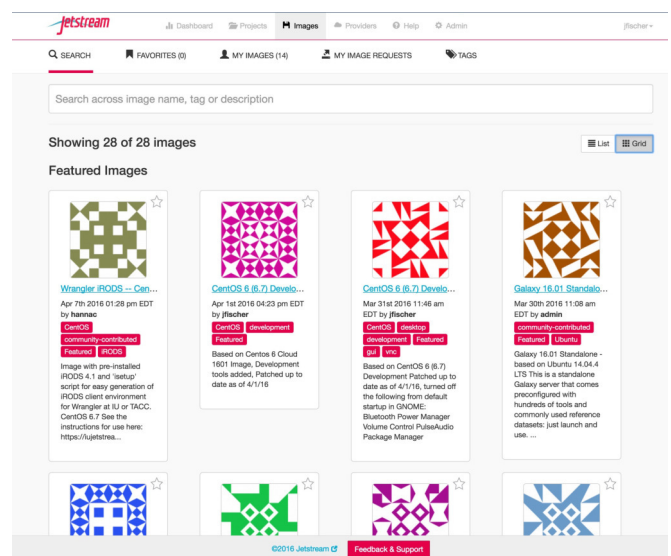 Jetstream
Dashboard Projects Images Providers Help Admin jfischer
SEARCH FAVORITES (0) MY IMAGES (14) MY IMAGE REQUESTS TAGS
Search across image name, tag or description
Showing 28 of 28 images
List Grid
Featured Images
Wrangler iRODS -- Cen...
Apr 7th 2016 01:28 pm EDT
by hannac
CentOS
community-contributed
Featured iRODS
Image with pre-installed
iRODS 4.1 and 'isetup'
script for easy generation of
iRODS client environment
for Wrangler at IU or TACC.
CentOS 6.7 See the
instructions for use here:
https://iujetstrea...
CentOS 6 (6.7) Develo...
Apr 1st 2016 04:23 pm EDT
by jfischer
CentOS development
Featured
Based on Centos 6 Cloud
1601 Image, Development
tools added, Patched up to
date as of 4/1/16
CentOS 6 (6.7) Develo...
Mar 31st 2016 11:46 am
EDT by jfischer
CentOS desktop
development Featured
gui vnc
Based on CentOS 6 (6.7)
Development Patched up to
date as of 4/1/16, turned off
the following from default
startup in GNOME:
Bluetooth Power Manager
Volume Control PulseAudio
Package Manager
Galaxy 16.01 Standalo...
Mar 30th 2016 11:08 am
EDT by admin
community-contributed
Featured Ubuntu
Galaxy 16.01 Standalone -
based on Ubuntu 14.04.4
LTS This is a standalone
Galaxy server that comes
preconfigured with
hundreds of tools and
commonly used reference
datasets: just launch and
use. ...
©2016 Jetstream Feedback & Support